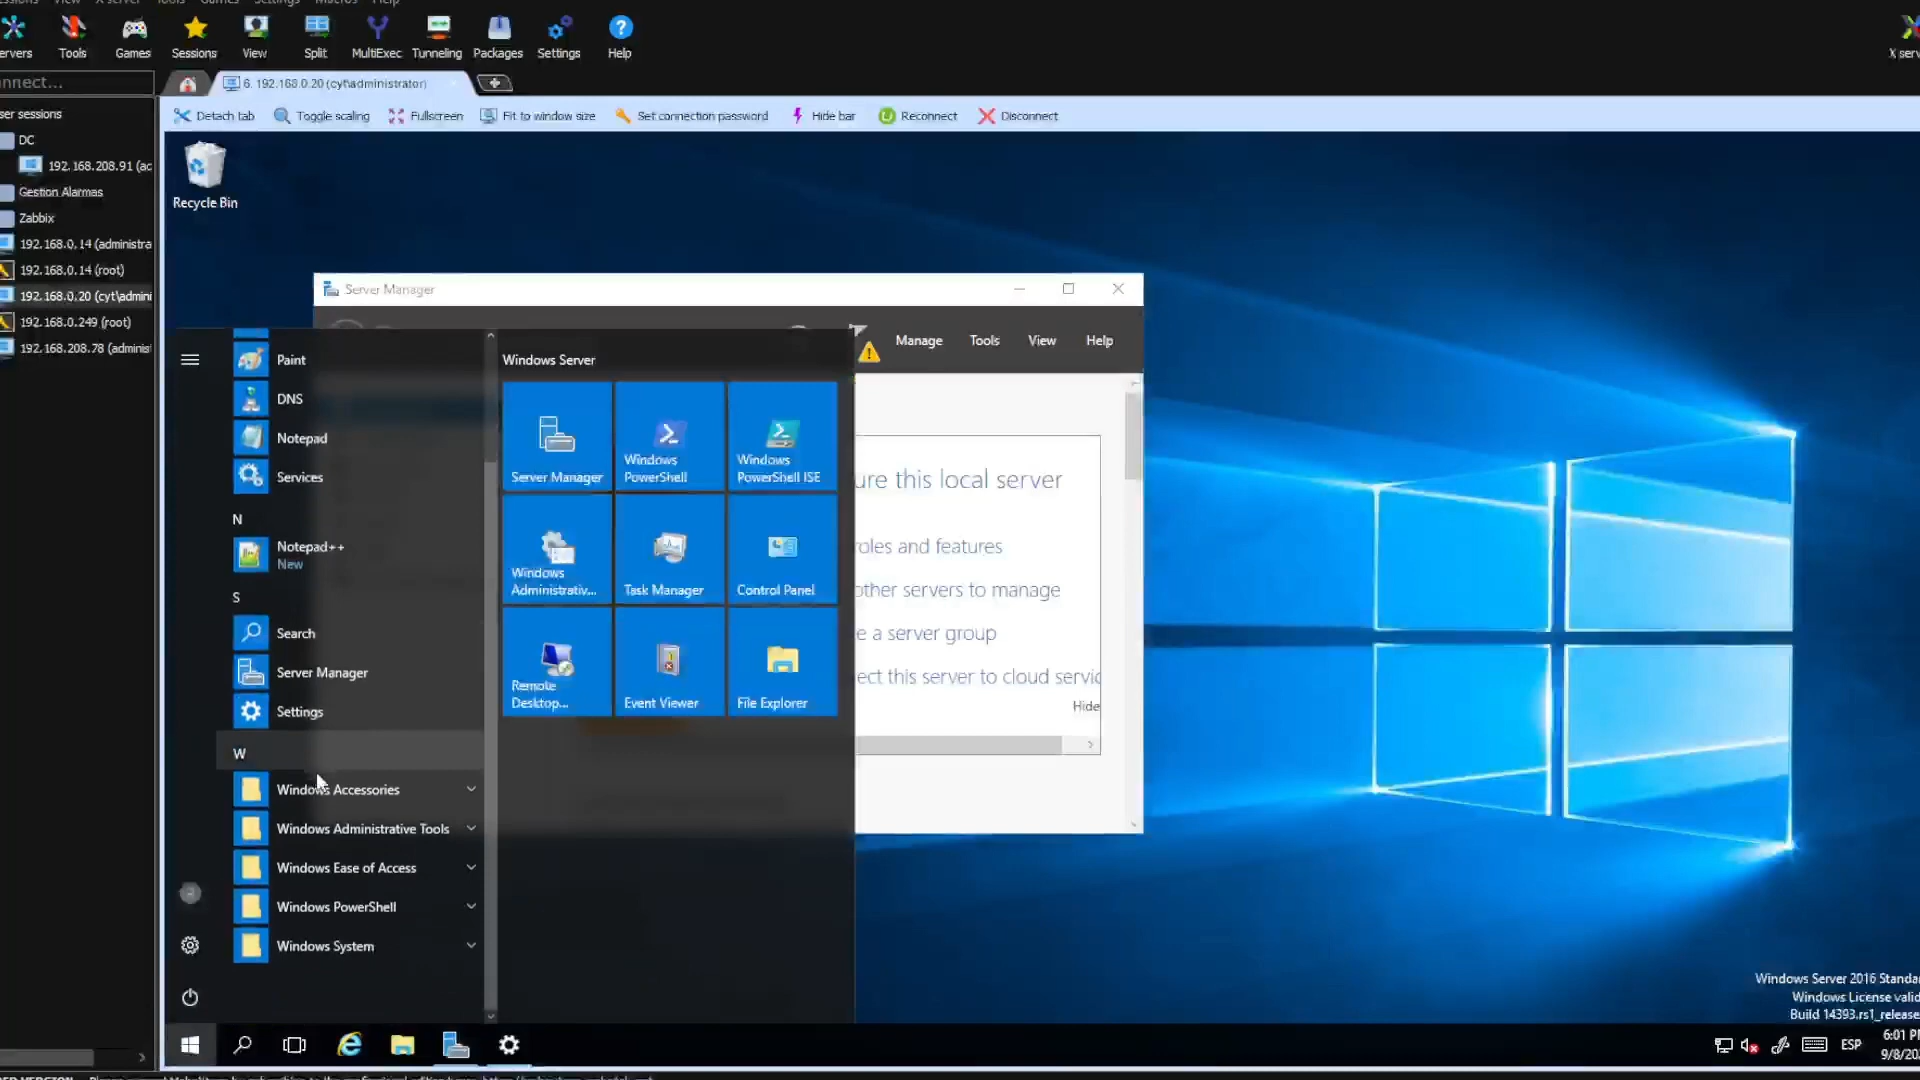 Sessions View X server Tools Games Settings Macros Help
Tools
Games
Sessions
View
Split
MultiExec
Tunneling
Packages
Settings
Help
6. 192.168.0.20 (cyt\administrator)
DC
192.168.208.91 (ac
Gestion Alarmas
Zabbix
192.168.0.14 (administra
192.168.0.14 (root)
192.168.0.20 (cyt\admini
192.168.0.249 (root)
192.168.208.78 (adminis
Detach tab
Toggle scaling
Fullscreen
Fit to window size
Set connection password
Hide bar
Reconnect
Disconnect
Recycle Bin
Server Manager
Manage
Tools
View
Help
ure this local server
roles and features
other servers to manage
e a server group
ect this server to cloud servic
Hide
Paint
DNS
Notepad
Services
N
Notepad++
New
S
Search
Server Manager
Settings
W
Windows Accessories
Windows Administrative Tools
Windows Ease of Access
Windows PowerShell
Windows System
Windows Server
Server Manager
Windows
PowerShell
Windows
PowerShell ISE
Windows
Administrativ...
Task Manager
Control Panel
Remote
Desktop...
Event Viewer
File Explorer
Windows Server 2016 Standa
Windows License valid
Build 14393.rs1_release
ESP
6:01 P
9/8/20